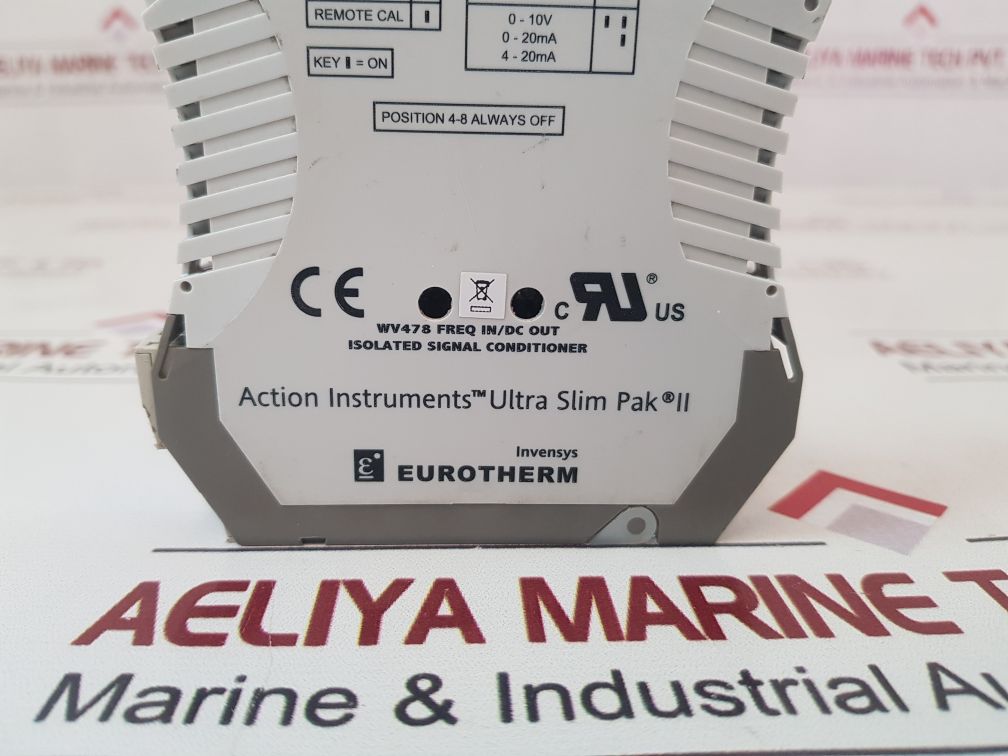 REMOTE CAL
KEY = ON
0 - 10V
0 - 20mA
4 - 20mA
POSITION 4-8 ALWAYS OFF
CE
C RU ® US
WV478 FREQ IN/DC OUT
ISOLATED SIGNAL CONDITIONER
Action Instruments™ Ultra Slim Pak® II
Invensys
EUROTHERM
AELIYA MARINE
Marine & Industrial